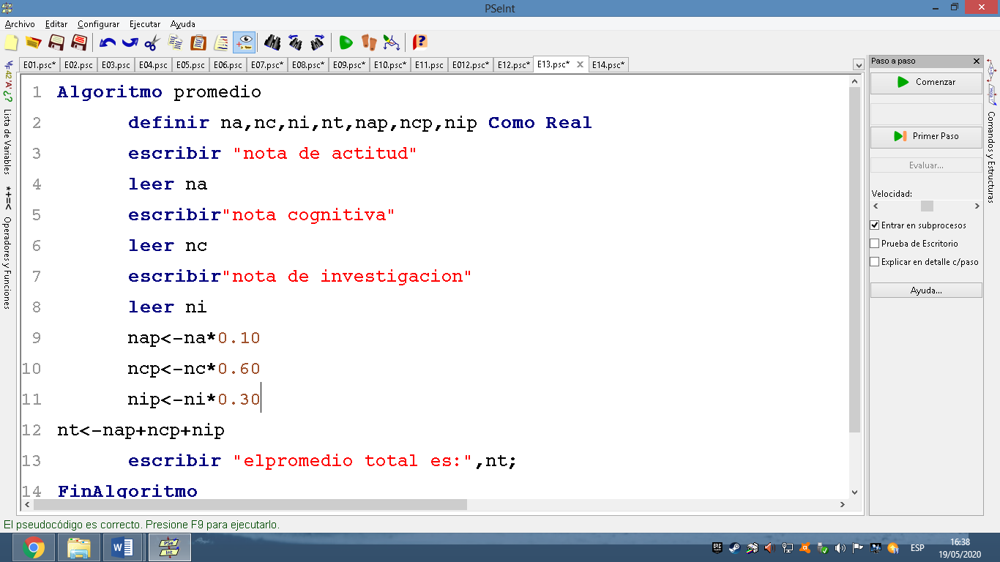 PSeInt
Archivo Editar Configurar Ejecutar Ayuda
E01.psc* E02.psc E03.psc E04.psc E05.psc E06.psc E07.psc* E08.psc* E09.psc* E10.psc* E11.psc E012.psc* E12.psc* E13.psc* E14.psc*
1 Algoritmo promedio
2 definir na,nc,ni,nt,nap,ncp,nip Como Real
3 escribir "nota de actitud"
4 leer na
5 escribir"nota cognitiva"
6 leer nc
7 escribir"nota de investigacion"
8 leer ni
9 nap<-na*0.10
10 ncp<-nc*0.60
11 nip<-ni*0.30
12 nt<-nap+ncp+nip
13 escribir "elpromedio total es:",nt;
14 FinAlgoritmo
Lista de Variables
*+=< Operadores y Funciones
Paso a paso
Comenzar
Primer Paso
Evaluar...
Velocidad:
Entrar en subprocesos
Prueba de Escritorio
Explicar en detalle c/paso
Ayuda...
Comandos y Estructuras
El pseudocódigo es correcto. Presione F9 para ejecutarlo.
ESP
16:38
19/05/2020